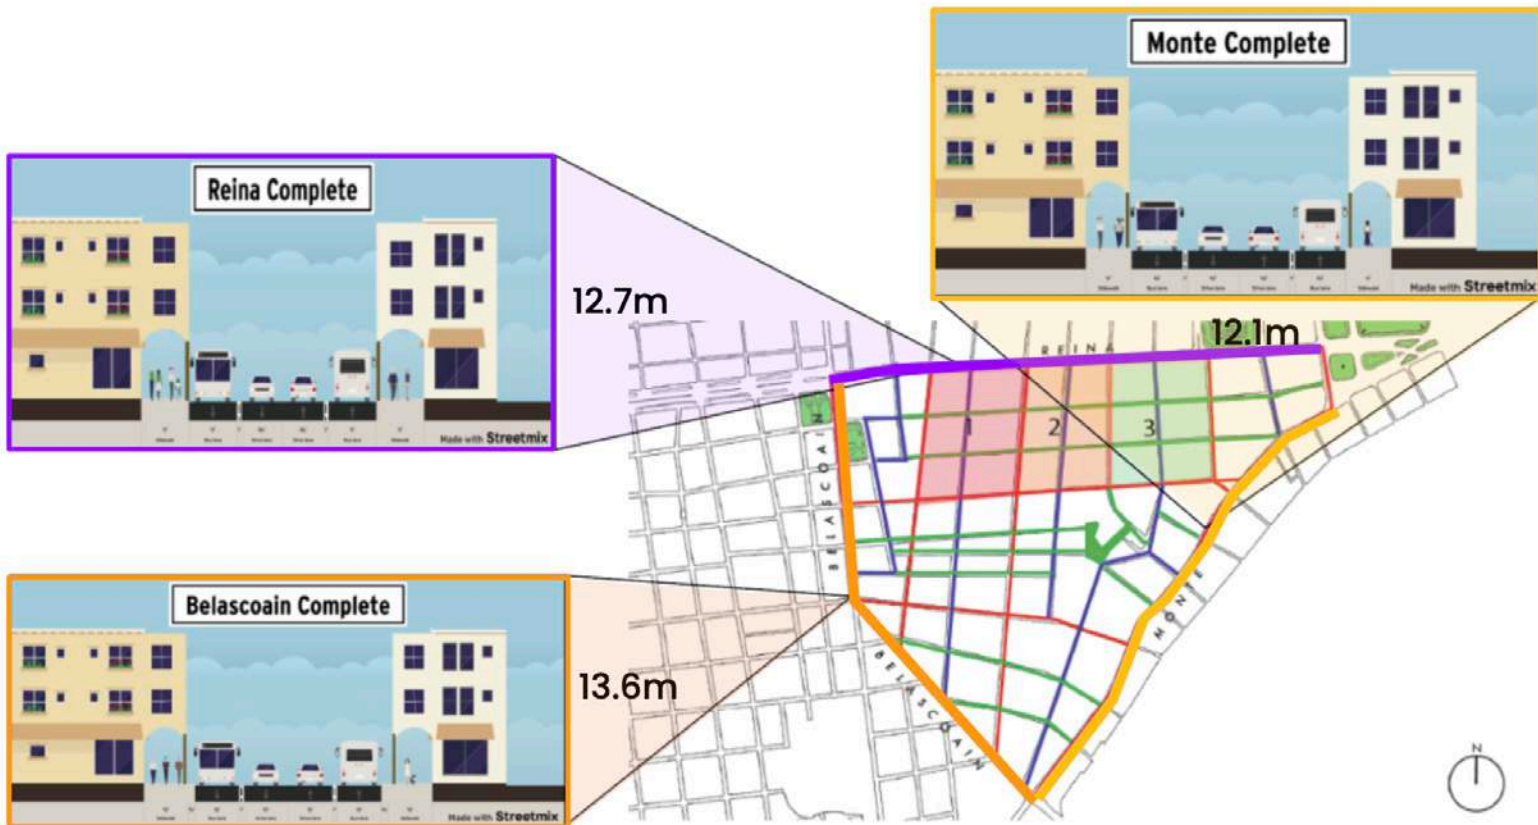 Monte Complete
Made with Streetmix
12.1m
Reina Complete
Made with Streetmix
12.7m
REINA
BELASCOAIN
1
2
3
MONTE
BELASCOAIN
Belascoain Complete
Made with Streetmix
13.6m
N